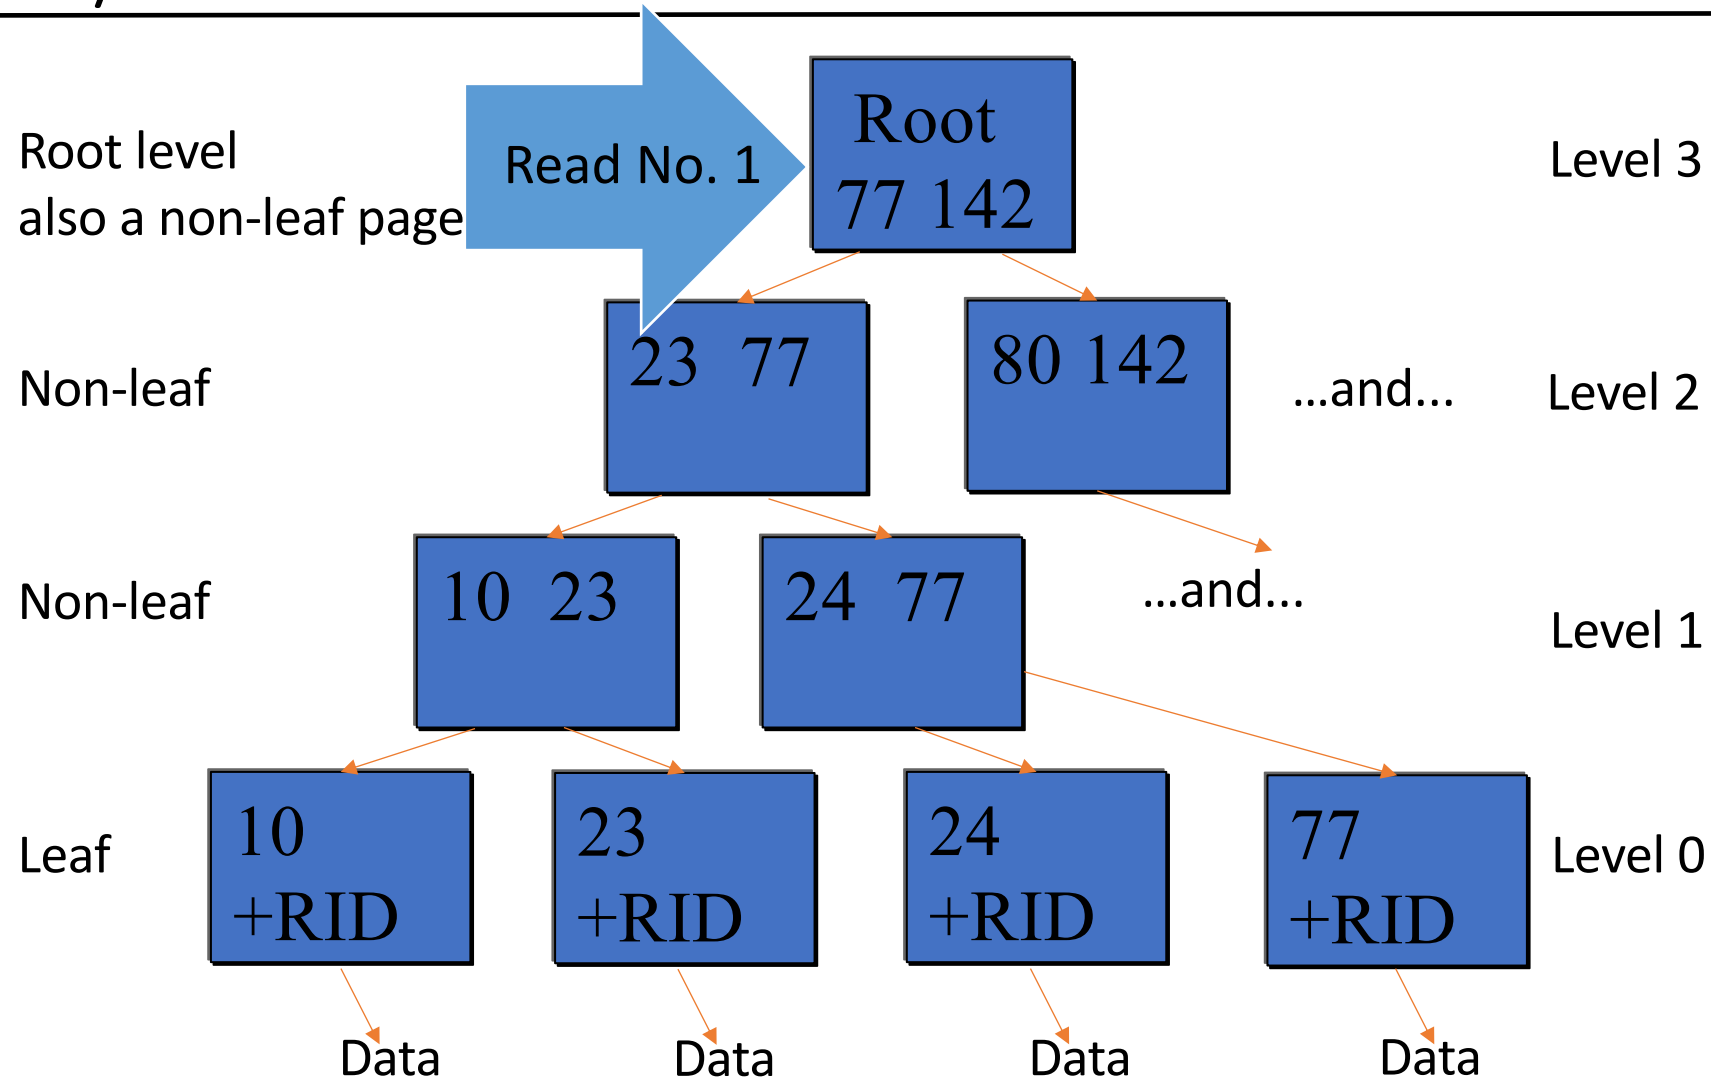 Root level
also a non-leaf page
Read No. 1
Root
77 142
Level 3
Non-leaf
23 77
80 142
...and...
Level 2
Non-leaf
10 23
24 77
...and...
Level 1
Leaf
10
+RID
23
+RID
24
+RID
77
+RID
Level 0
Data
Data
Data
Data